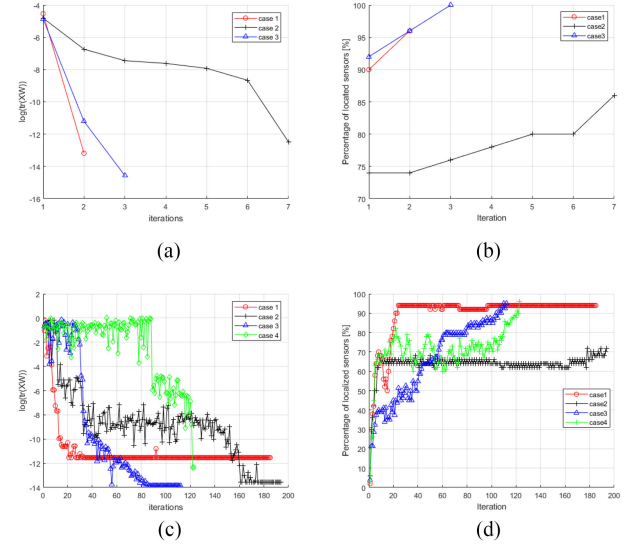 -4
-6
-8
-10
-12
-14
-16
log(tr(XW))
1
2
3
4
5
6
7
iterations
case 1
case 2
case 3
(a)
100
95
90
85
80
75
70
Percentage of located sensors [%]
1
2
3
4
5
6
7
Iteration
case1
case2
case3
(b)
2
0
-2
-4
-6
-8
-10
-12
-14
log(tr(XW))
0
20
40
60
80
100
120
140
160
180
200
iterations
case 1
case 2
case 3
case 4
(c)
100
90
80
70
60
50
40
30
20
10
0
Percentage of localized sensors [%]
0
20
40
60
80
100
120
140
160
180
200
Iteration
case1
case2
case3
case4
(d)